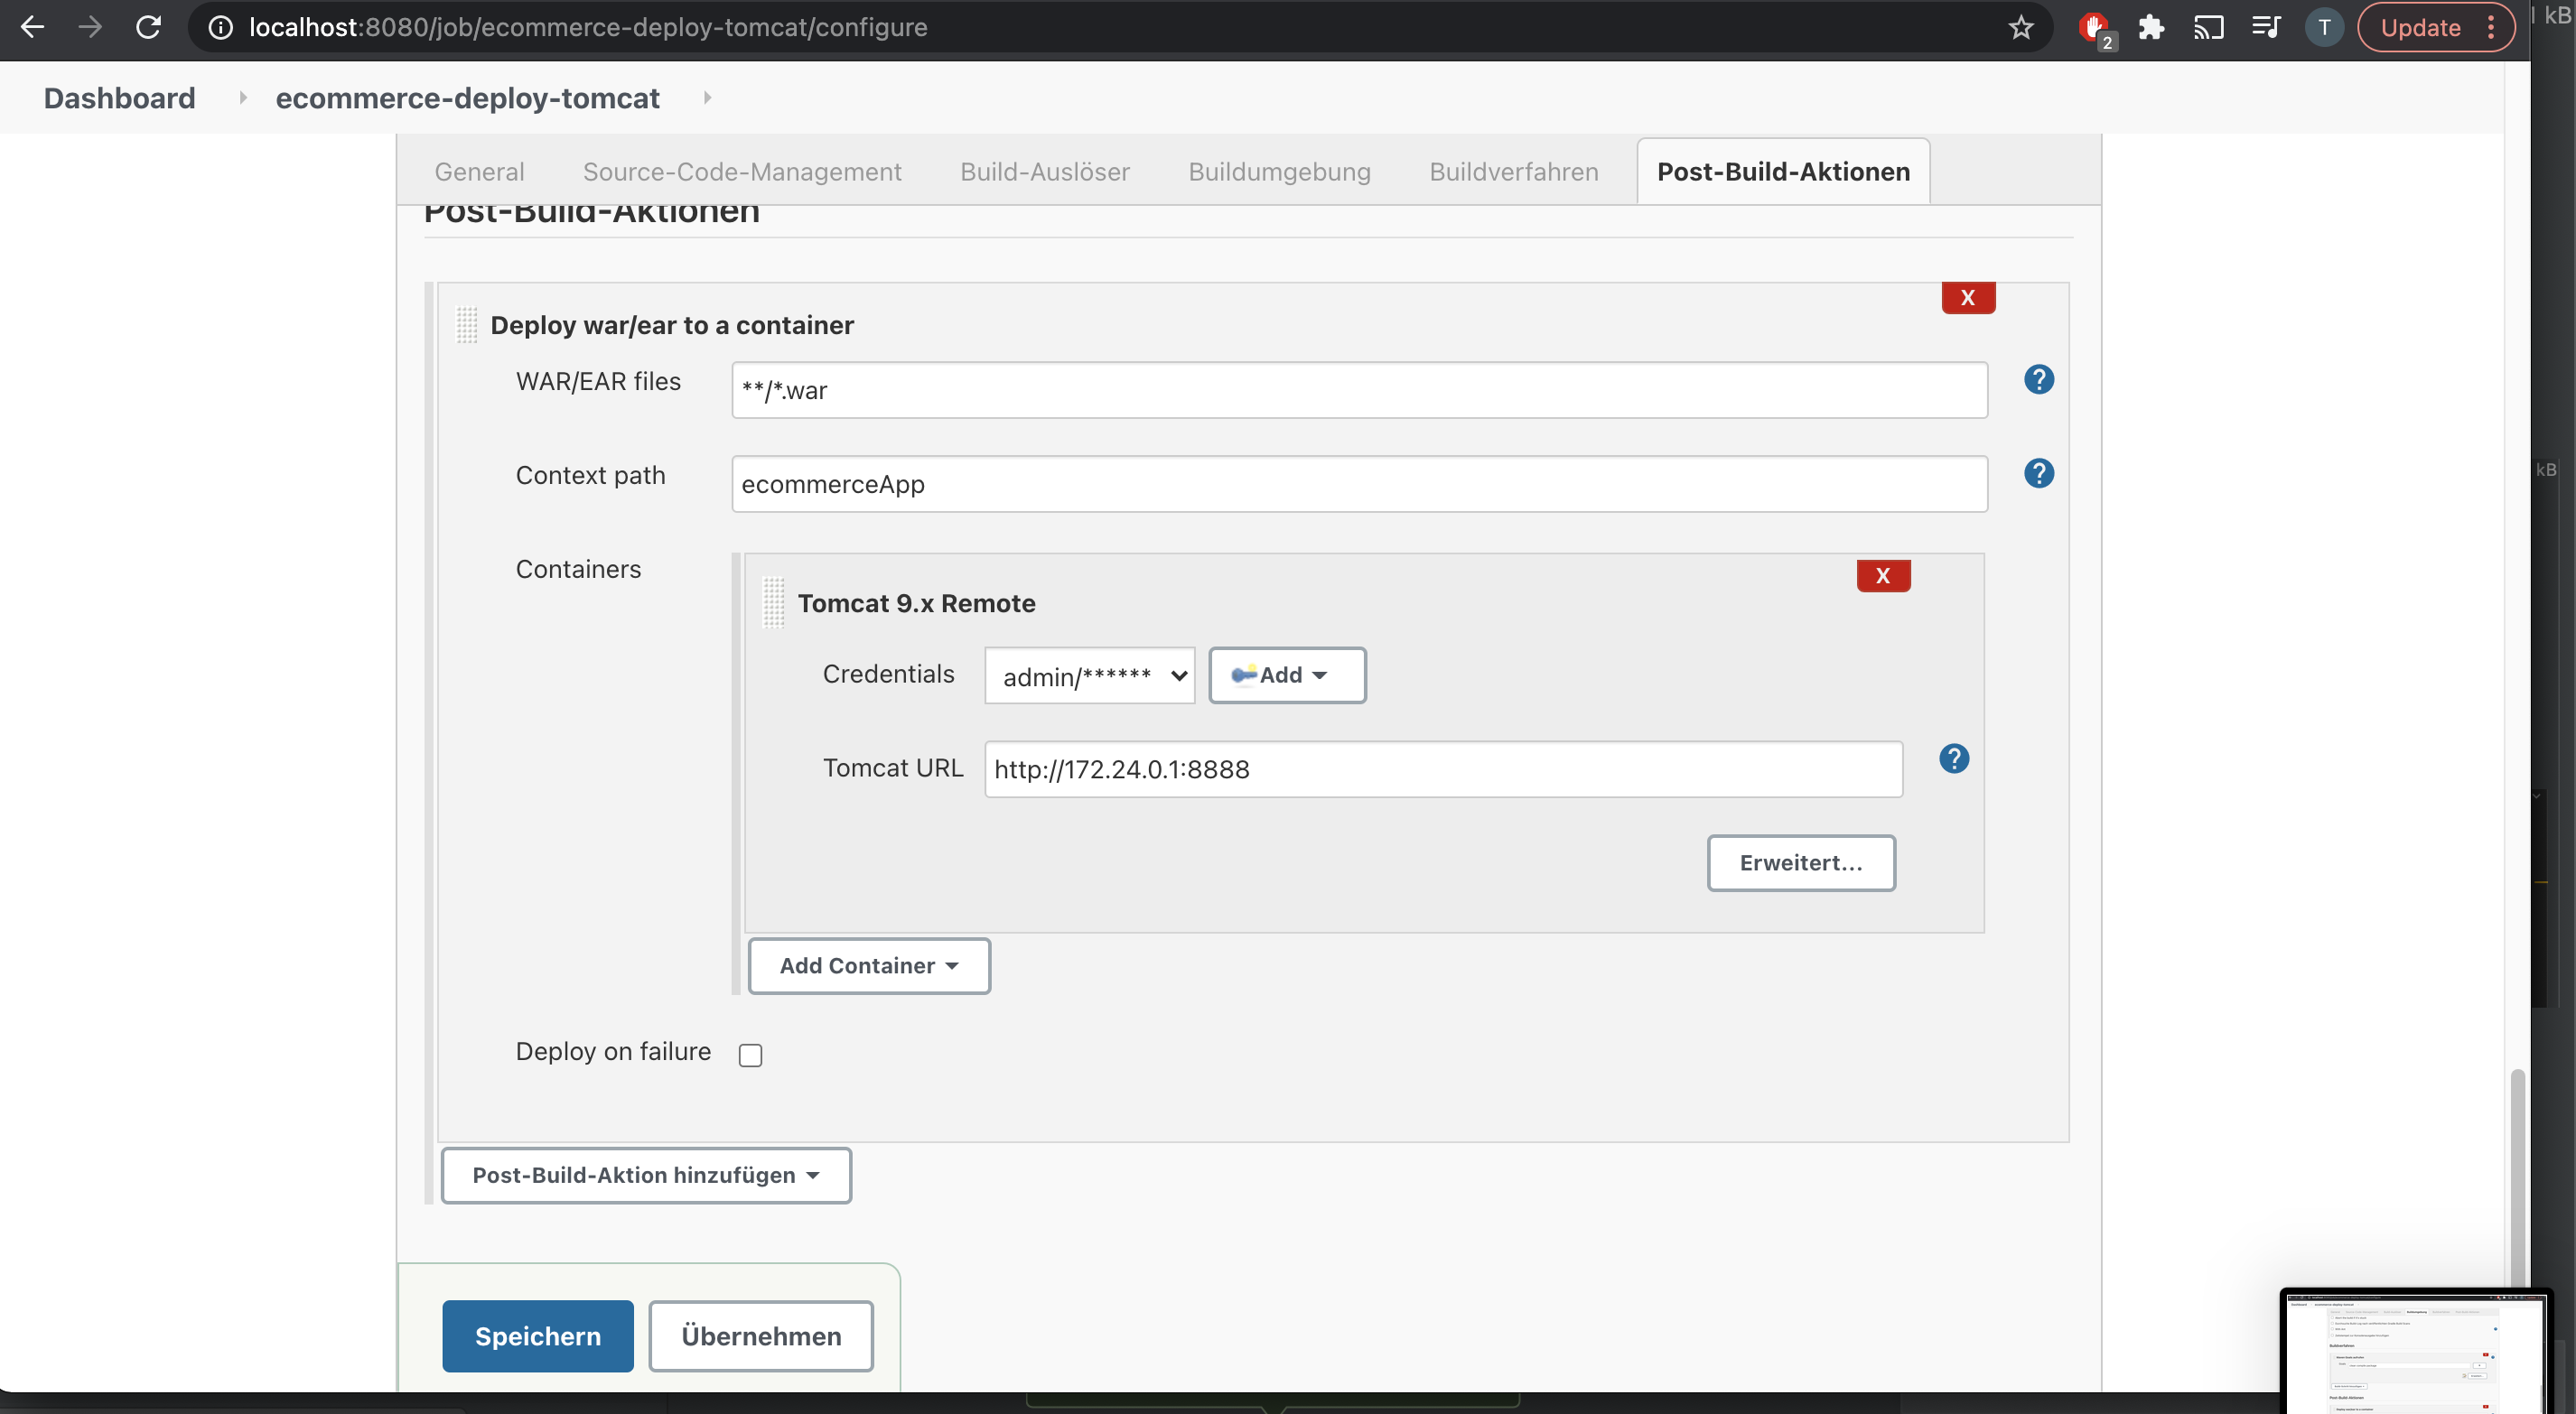 localhost:8080/job/ecommerce-deploy-tomcat/configure
2
T
Update
kB
Dashboard
ecommerce-deploy-tomcat
General
Source-Code-Management
Build-Auslöser
Buildumgebung
Buildverfahren
Post-Build-Aktionen
Post-Build-Aktionen
X
Deploy war/ear to a container
WAR/EAR files
**/*.war
?
Context path
ecommerceApp
?
kB
Containers
X
Tomcat 9.x Remote
Credentials
admin/******
Add
Tomcat URL
http://172.24.0.1:8888
?
Erweitert...
Add Container
Deploy on failure
Post-Build-Aktion hinzufügen
Speichern
Übernehmen